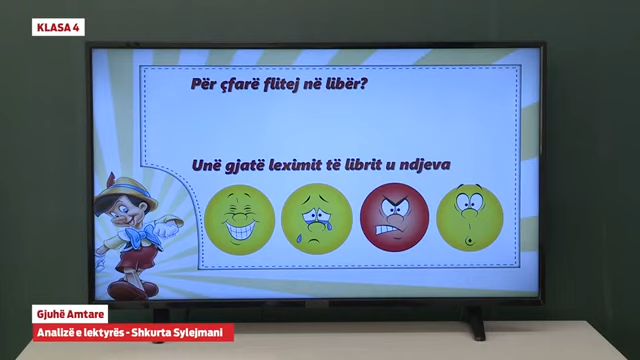 KLASA 4
Për çfarë flitej në libër?
Unë gjatë leximit të librit u ndjeva
Gjuhë Amtare
Analizë e lektyrës - Shkurta Sylejmani